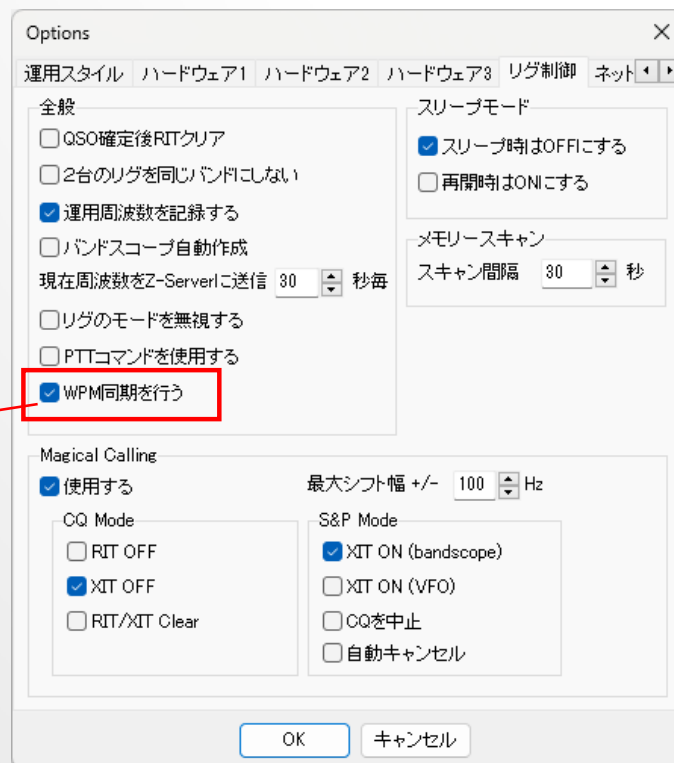 Options
運用スタイル ハードウェア1 ハードウェア2 ハードウェア3 リグ制御 ネット
全般
QSO確定後RITクリア
2台のリグを同じバンドにしない
運用周波数を記録する
バンドスコープ自動作成
現在周波数をZ-Serverに送信 30 秒毎
リグのモードを無視する
PTTコマンドを使用する
WPM同期を行う
スリープモード
スリープ時はOFFにする
再開時はONにする
メモリースキャン
スキャン間隔 30 秒
Magical Calling
使用する
最大シフト幅 +/- 100 Hz
CQ Mode
RIT OFF
XIT OFF
RIT/XIT Clear
S&P Mode
XIT ON (bandscope)
XIT ON (VFO)
CQを中止
自動キャンセル
OK キャンセル